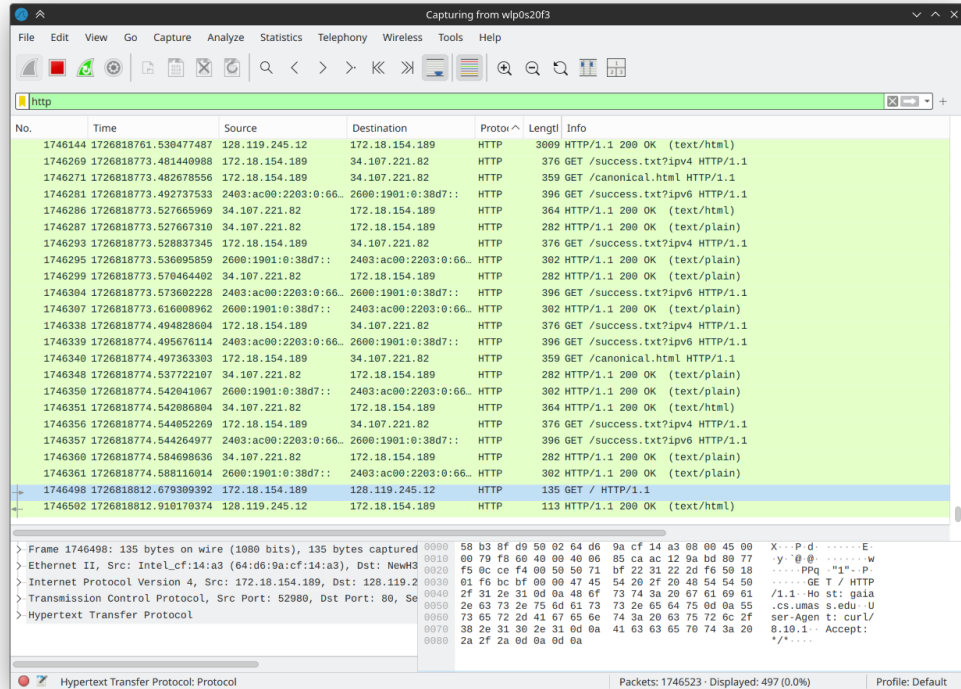 Capturing from wlp0s20f3
File Edit View Go Capture Analyze Statistics Telephony Wireless Tools Help
http
No. Time Source Destination Protoc Lengtl Info
1746144 1726818761.530477487 128.119.245.12 172.18.154.189 HTTP 3009 HTTP/1.1 200 OK (text/html)
1746269 1726818773.481440988 172.18.154.189 34.107.221.82 HTTP 376 GET /success.txt?ipv4 HTTP/1.1
1746271 1726818773.482678556 172.18.154.189 34.107.221.82 HTTP 359 GET /canonical.html HTTP/1.1
1746281 1726818773.492737533 2403:ac00:2203:0:66… 2600:1901:0:38d7:: HTTP 396 GET /success.txt?ipv6 HTTP/1.1
1746286 1726818773.527665969 34.107.221.82 172.18.154.189 HTTP 364 HTTP/1.1 200 OK (text/html)
1746287 1726818773.527667310 34.107.221.82 172.18.154.189 HTTP 282 HTTP/1.1 200 OK (text/plain)
1746293 1726818773.528837345 172.18.154.189 34.107.221.82 HTTP 376 GET /success.txt?ipv4 HTTP/1.1
1746295 1726818773.536095859 2600:1901:0:38d7:: 2403:ac00:2203:0:66… HTTP 302 HTTP/1.1 200 OK (text/plain)
1746299 1726818773.570464402 34.107.221.82 172.18.154.189 HTTP 282 HTTP/1.1 200 OK (text/plain)
1746304 1726818773.573602228 2403:ac00:2203:0:66… 2600:1901:0:38d7:: HTTP 396 GET /success.txt?ipv6 HTTP/1.1
1746307 1726818773.616008962 2600:1901:0:38d7:: 2403:ac00:2203:0:66… HTTP 302 HTTP/1.1 200 OK (text/plain)
1746338 1726818774.494828604 172.18.154.189 34.107.221.82 HTTP 376 GET /success.txt?ipv4 HTTP/1.1
1746339 1726818774.495676114 2403:ac00:2203:0:66… 2600:1901:0:38d7:: HTTP 396 GET /success.txt?ipv6 HTTP/1.1
1746340 1726818774.497363303 172.18.154.189 34.107.221.82 HTTP 359 GET /canonical.html HTTP/1.1
1746348 1726818774.537722107 34.107.221.82 172.18.154.189 HTTP 282 HTTP/1.1 200 OK (text/plain)
1746350 1726818774.542041067 2600:1901:0:38d7:: 2403:ac00:2203:0:66… HTTP 302 HTTP/1.1 200 OK (text/plain)
1746351 1726818774.542086804 34.107.221.82 172.18.154.189 HTTP 364 HTTP/1.1 200 OK (text/html)
1746356 1726818774.544052269 172.18.154.189 34.107.221.82 HTTP 376 GET /success.txt?ipv4 HTTP/1.1
1746357 1726818774.544264977 2403:ac00:2203:0:66… 2600:1901:0:38d7:: HTTP 396 GET /success.txt?ipv6 HTTP/1.1
1746360 1726818774.584698636 34.107.221.82 172.18.154.189 HTTP 282 HTTP/1.1 200 OK (text/plain)
1746361 1726818774.588116014 2600:1901:0:38d7:: 2403:ac00:2203:0:66… HTTP 302 HTTP/1.1 200 OK (text/plain)
1746498 1726818812.679309392 172.18.154.189 128.119.245.12 HTTP 135 GET / HTTP/1.1
1746502 1726818812.910170374 128.119.245.12 172.18.154.189 HTTP 113 HTTP/1.1 200 OK (text/html)
Frame 1746498: 135 bytes on wire (1080 bits), 135 bytes captured
Ethernet II, Src: Intel_cf:14:a3 (64:d6:9a:cf:14:a3), Dst: NewH3
Internet Protocol Version 4, Src: 172.18.154.189, Dst: 128.119.2
Transmission Control Protocol, Src Port: 52980, Dst Port: 80, Se
Hypertext Transfer Protocol
0000 58 b3 8f d9 50 02 64 d6 9a cf 14 a3 08 00 45 00 X···P·d· ······E·
0010 00 79 f8 60 40 00 40 06 85 ca ac 12 9a bd 80 77 ·y·`@·@· ·······w
0020 f5 0c ce f4 00 50 50 71 bf 22 31 22 2d f6 50 18 ·····PPq ·"1"-·P·
0030 01 f6 bc bf 00 00 47 45 54 20 2f 20 48 54 54 50 ······GE T / HTTP
0040 2f 31 2e 31 0d 0a 48 6f 73 74 3a 20 67 61 69 61 /1.1··Ho st: gaia
0050 2e 63 73 2e 75 6d 61 73 73 2e 65 64 75 0d 0a 55 .cs.umas s.edu··U
0060 73 65 72 2d 41 67 65 6e 74 3a 20 63 75 72 6c 2f ser-Agen t: curl/
0070 38 2e 31 30 2e 31 0d 0a 41 63 63 65 70 74 3a 20 8.10.1·· Accept:
0080 2a 2f 2a 0d 0a 0d 0a */*····
Hypertext Transfer Protocol: Protocol Packets: 1746523 · Displayed: 497 (0.0%) Profile: Default